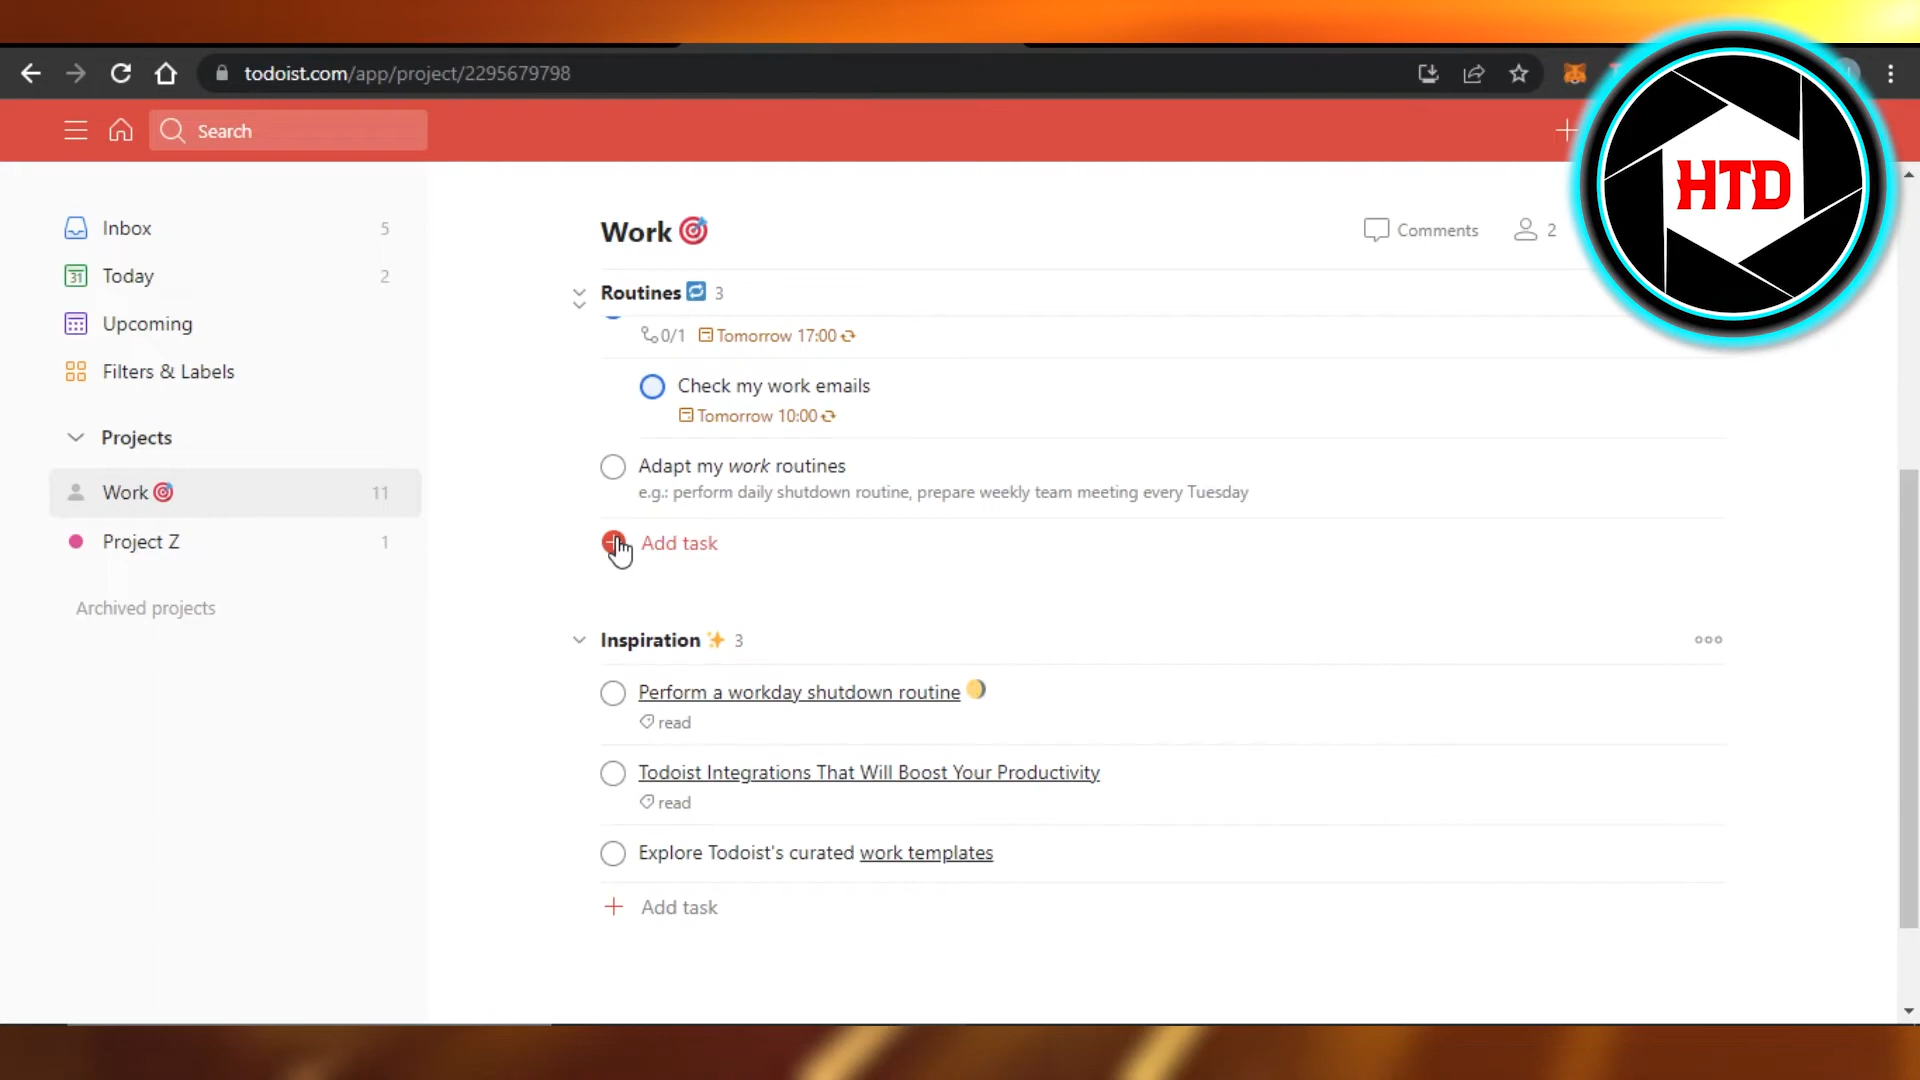 todoist.com/app/project/2295679798
Search
HTD
Inbox 5
Today 2
Upcoming
Filters & Labels
Projects
Work 11
Project Z 1
Archived projects
Work
Comments 2
Routines 3
0/1 Tomorrow 17:00
Check my work emails
Tomorrow 10:00
Adapt my work routines
e.g.: perform daily shutdown routine, prepare weekly team meeting every Tuesday
Add task
Inspiration 3
Perform a workday shutdown routine
read
Todoist Integrations That Will Boost Your Productivity
read
Explore Todoist's curated work templates
Add task